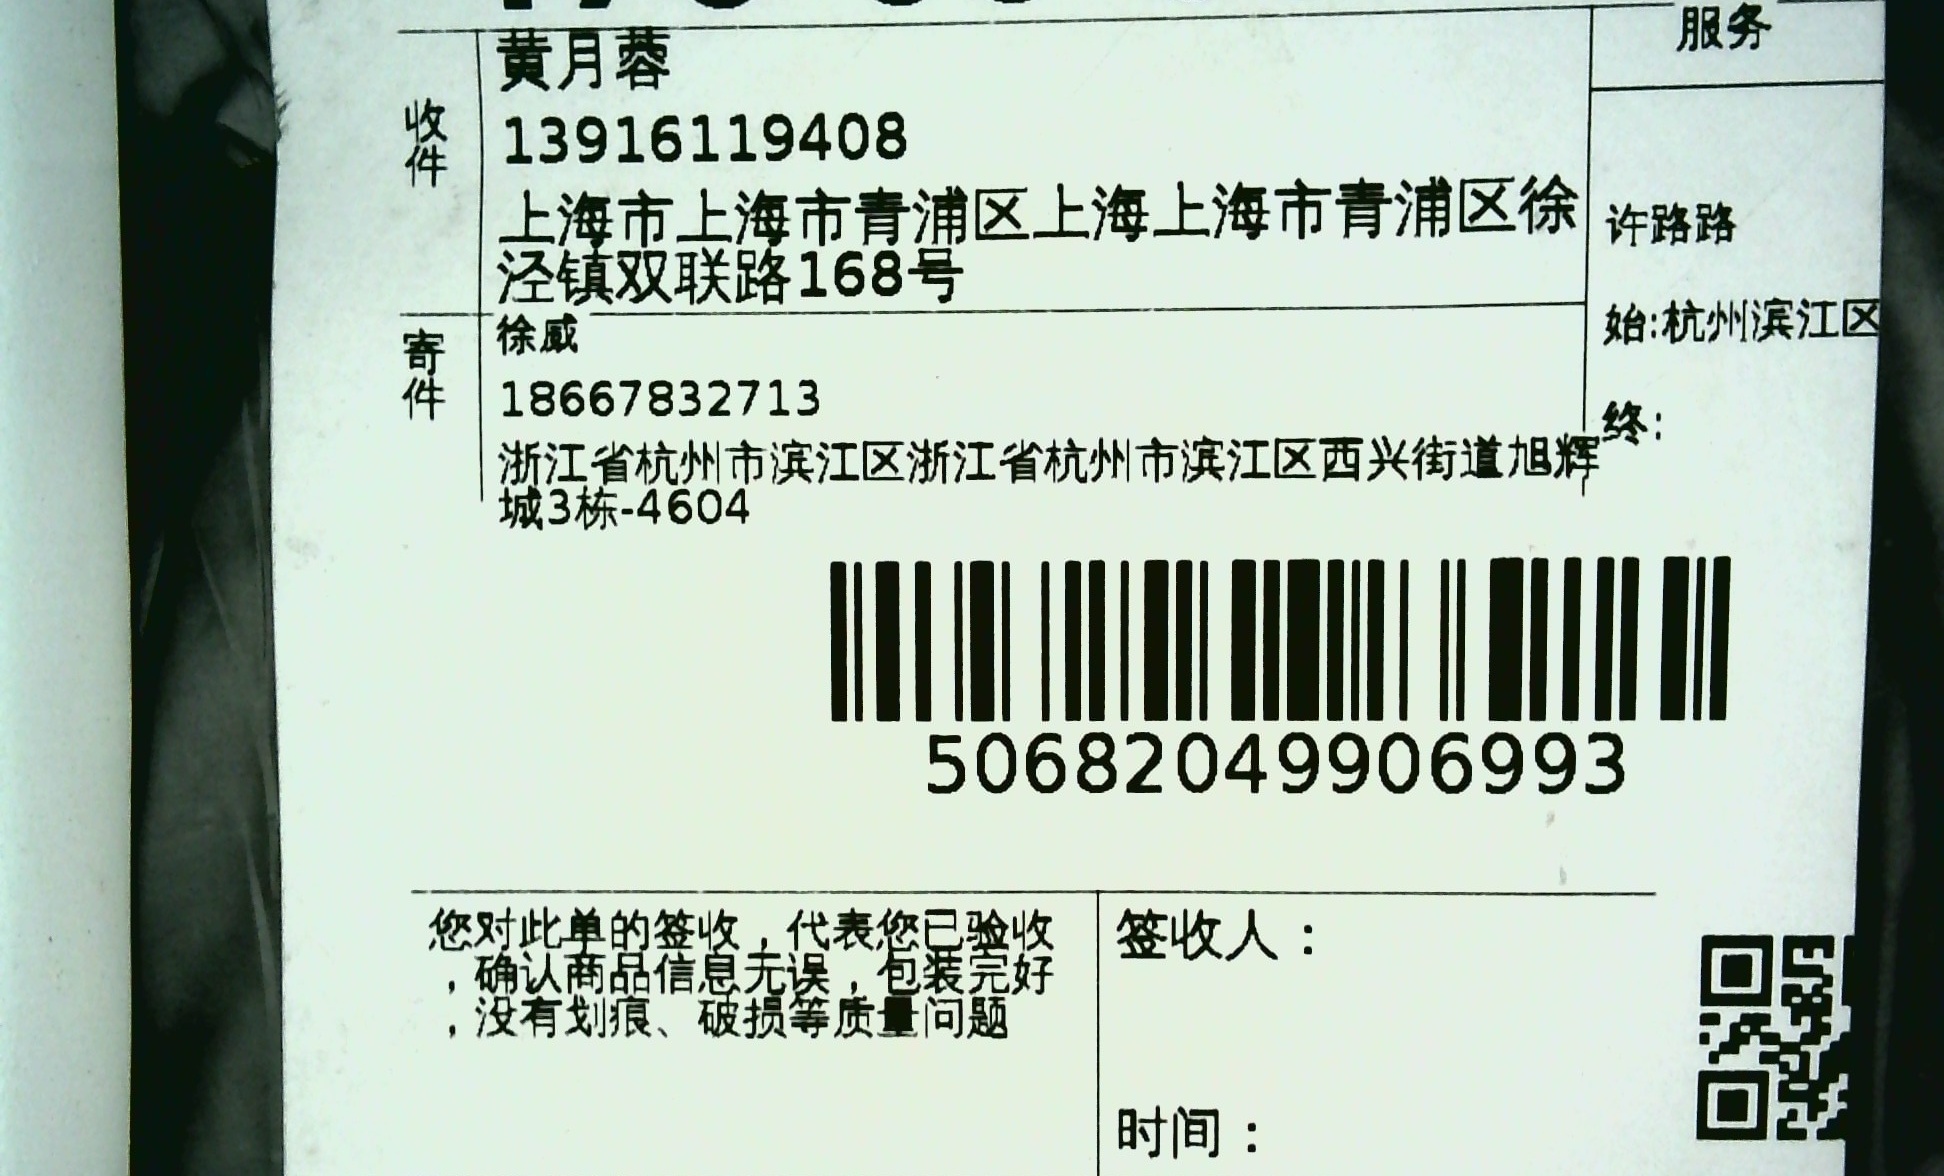 服务
收件
黄月蓉
13916119408
上海市上海市青浦区上海上海市青浦区徐
泾镇双联路168号
许路路
始:杭州滨江区
终:
寄件
徐威
18667832713
浙江省杭州市滨江区浙江省杭州市滨江区西兴街道旭辉
城3栋-4604
50682049906993
您对此单的签收，代表您已验收
，确认商品信息无误，包装完好
，没有划痕、破损等质量问题
签收人：
时间：